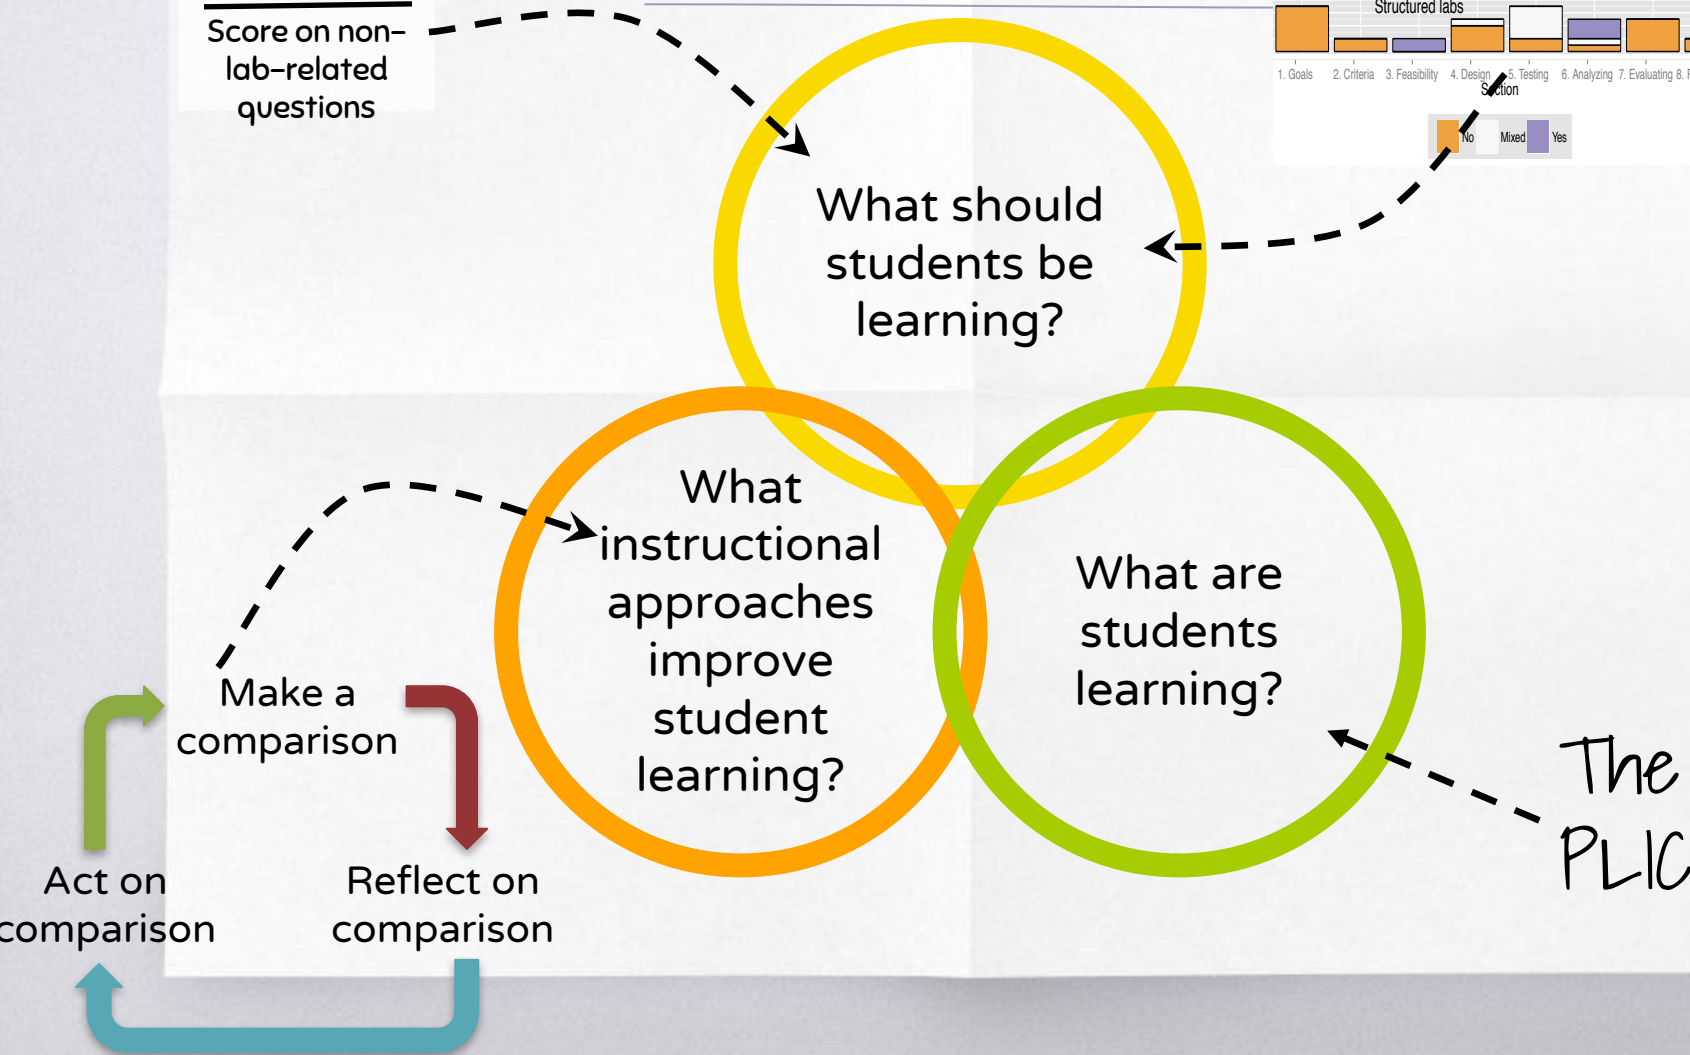 Score on non-
lab-related
questions
Structured labs
1. Goals
2. Criteria
3. Feasibility
4. Design
5. Testing
6. Analyzing
7. Evaluating
8.
Section
No
Mixed
Yes
What should
students be
learning?
What
instructional
approaches
improve
student
learning?
What are
students
learning?
Make a
comparison
Reflect on
comparison
Act on
comparison
The
PLIC